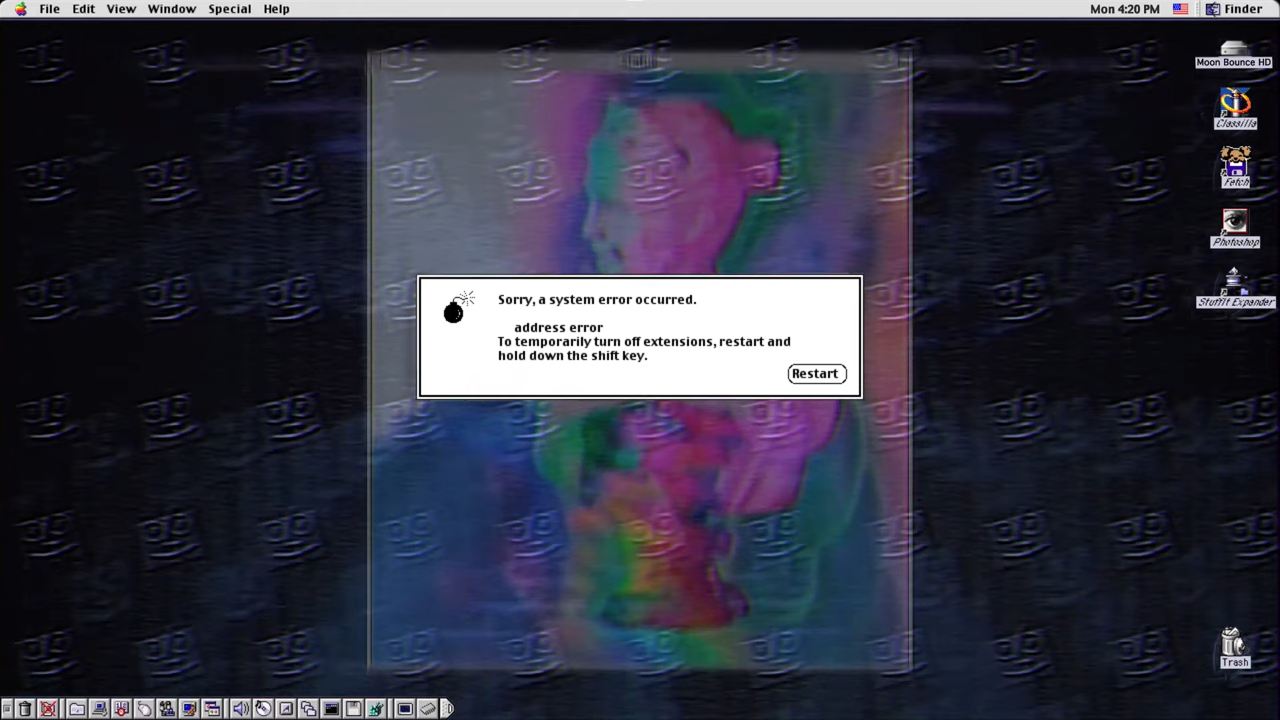 File Edit View Window Special Help Mon 4:20 PM Finder
Moon Bounce HD
Classilla
Fetch
Photoshop
StuffIt Expander
Sorry, a system error occurred.
address error
To temporarily turn off extensions, restart and
hold down the shift key.
Restart
Trash